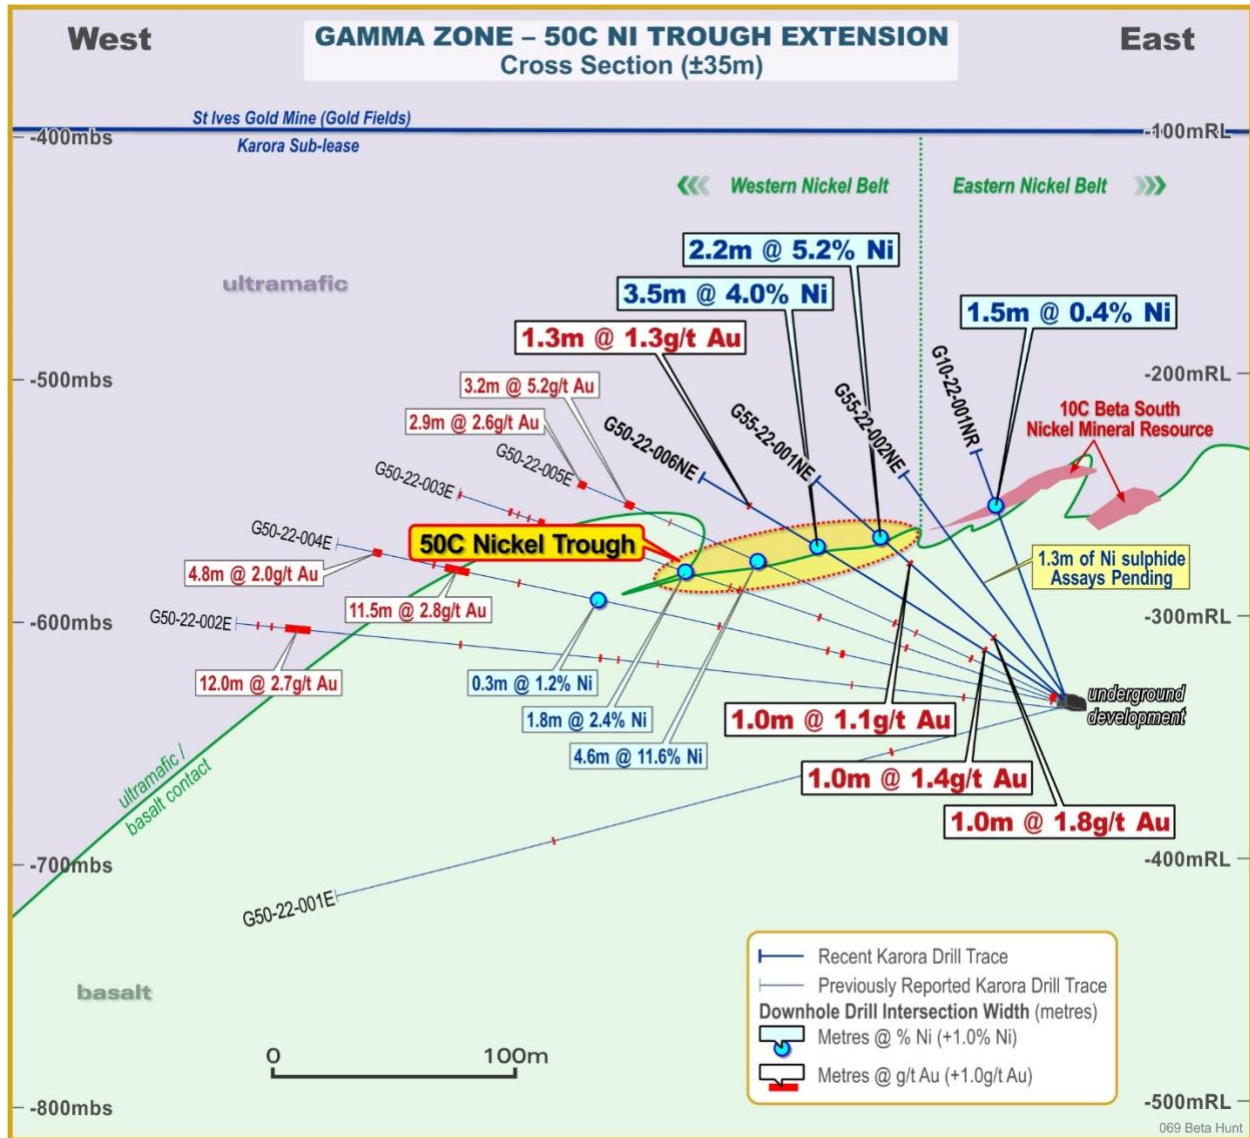 West
GAMMA ZONE – 50C NI TROUGH EXTENSION
Cross Section (±35m)
East
St Ives Gold Mine (Gold Fields)
-400mbs
Karora Sub-lease
-100mRL
Western Nickel Belt
Eastern Nickel Belt
2.2m @ 5.2% Ni
ultramafic
3.5m @ 4.0% Ni
1.5m @ 0.4% Ni
1.3m @ 1.3g/t Au
-500mbs
-200mRL
3.2m @ 5.2g/t Au
2.9m @ 2.6g/t Au
10C Beta South
Nickel Mineral Resource
G10-22-001NR
G55-22-002NE
G55-22-001NE
G50-22-006NE
G50-22-005E
G50-22-003E
G50-22-004E
50C Nickel Trough
4.8m @ 2.0g/t Au
1.3m of Ni sulphide
Assays Pending
11.5m @ 2.8g/t Au
-600mbs
-300mRL
G50-22-002E
12.0m @ 2.7g/t Au
0.3m @ 1.2% Ni
1.8m @ 2.4% Ni
4.6m @ 11.6% Ni
1.0m @ 1.1g/t Au
underground
development
1.0m @ 1.4g/t Au
1.0m @ 1.8g/t Au
ultramafic /
basalt contact
-700mbs
-400mRL
G50-22-001E
basalt
Recent Karora Drill Trace
Previously Reported Karora Drill Trace
Downhole Drill Intersection Width (metres)
Metres @ % Ni (+1.0% Ni)
Metres @ g/t Au (+1.0g/t Au)
0 100m
-800mbs
-500mRL
069 Beta Hunt